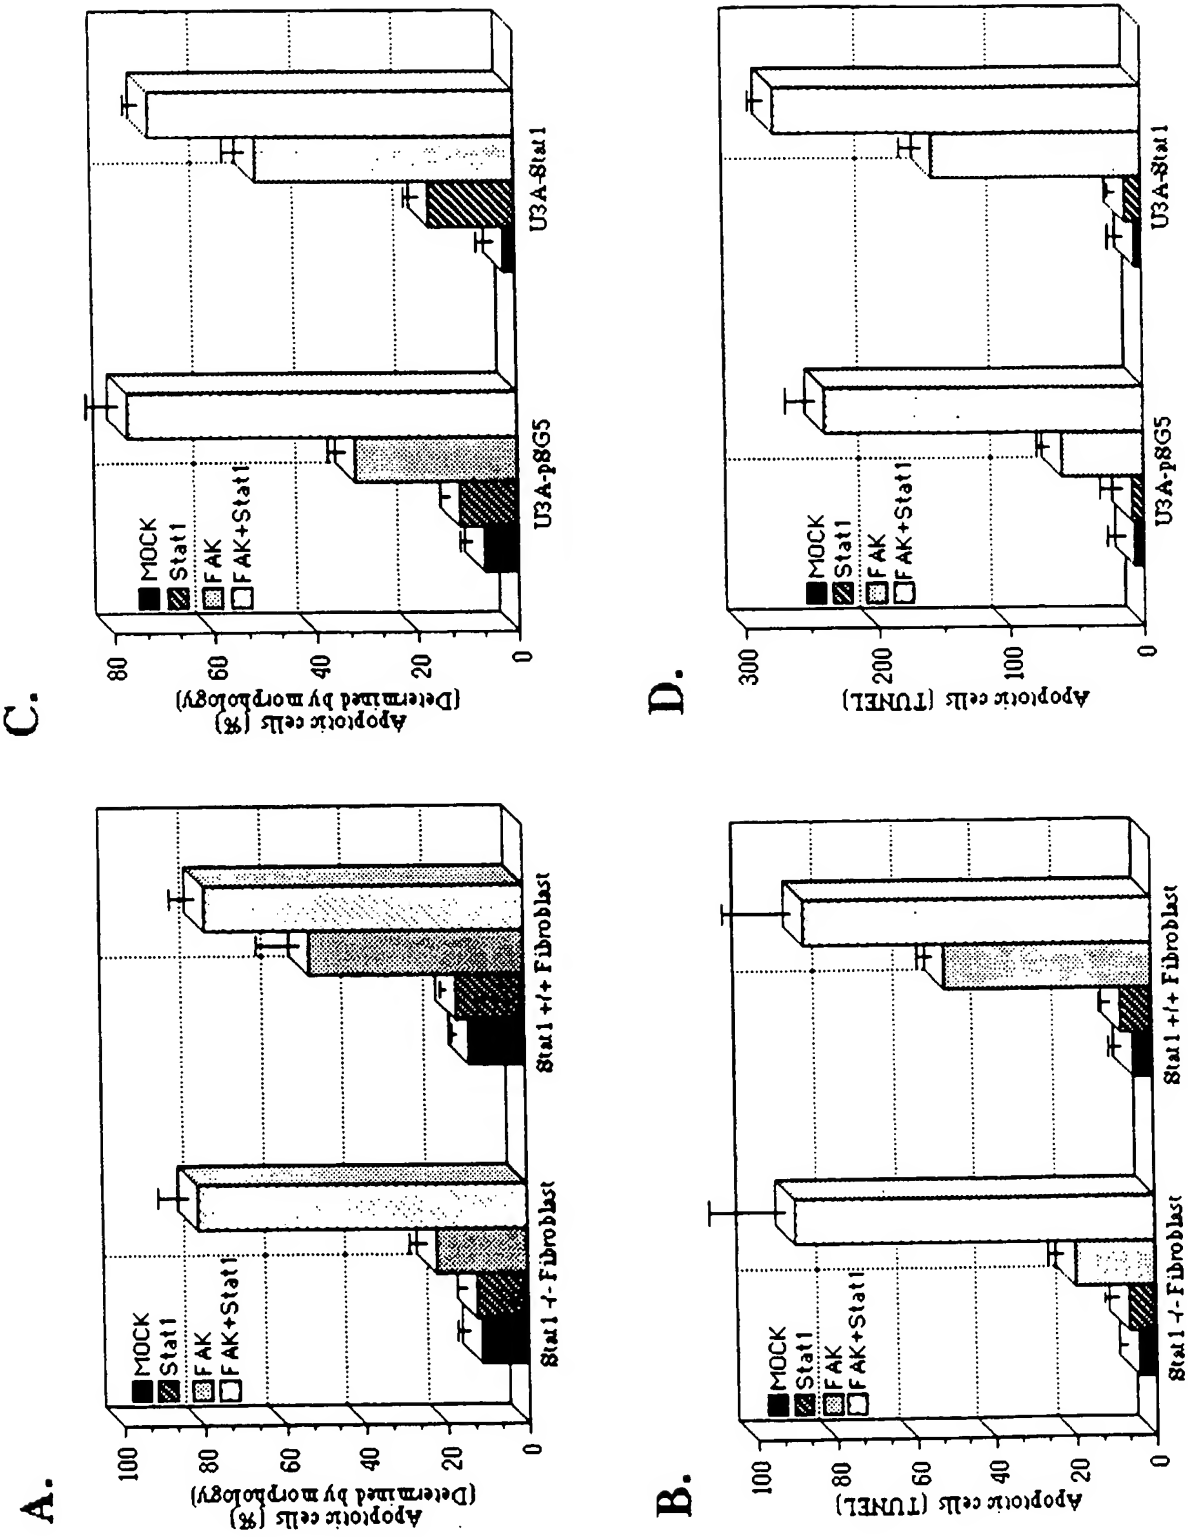 A.
Apoptotic cells (%)
(Determined by morphology)
100
80
60
40
20
0
MOCK
Stat1
FAK
FAK+Stat1
Stat1 -/- Fibroblast
Stat1 +/+ Fibroblast
B.
Apoptotic cells (TUNEL)
100
80
60
40
20
0
MOCK
Stat1
FAK
FAK+Stat1
Stat1 -/- Fibroblast
Stat1 +/+ Fibroblast
C.
Apoptotic cells (%)
(Determined by morphology)
80
60
40
20
0
MOCK
Stat1
FAK
FAK+Stat1
U3A-pSG5
U3A-Stat1
D.
Apoptotic cells (TUNEL)
300
200
100
0
MOCK
Stat1
FAK
FAK+Stat1
U3A-pSG5
U3A-Stat1